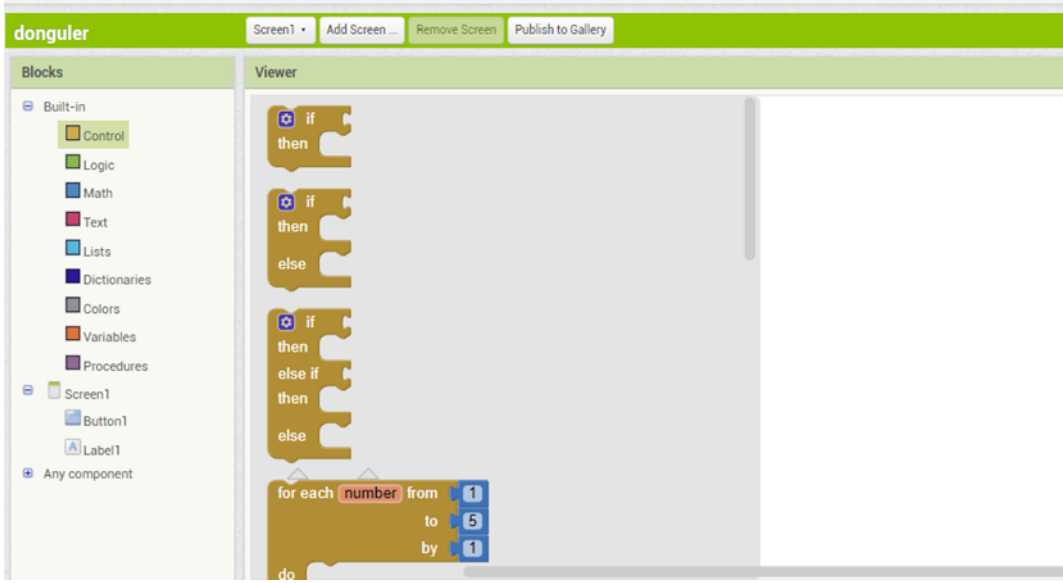 donguler
Screen1 Add Screen ... Remove Screen Publish to Gallery
Blocks
Built-in
Control
Logic
Math
Text
Lists
Dictionaries
Colors
Variables
Procedures
Screen1
Button1
A Label1
Any component
Viewer
if
then
if
then
else
if
then
else if
then
else
for each number from 1
to 5
by 1
do